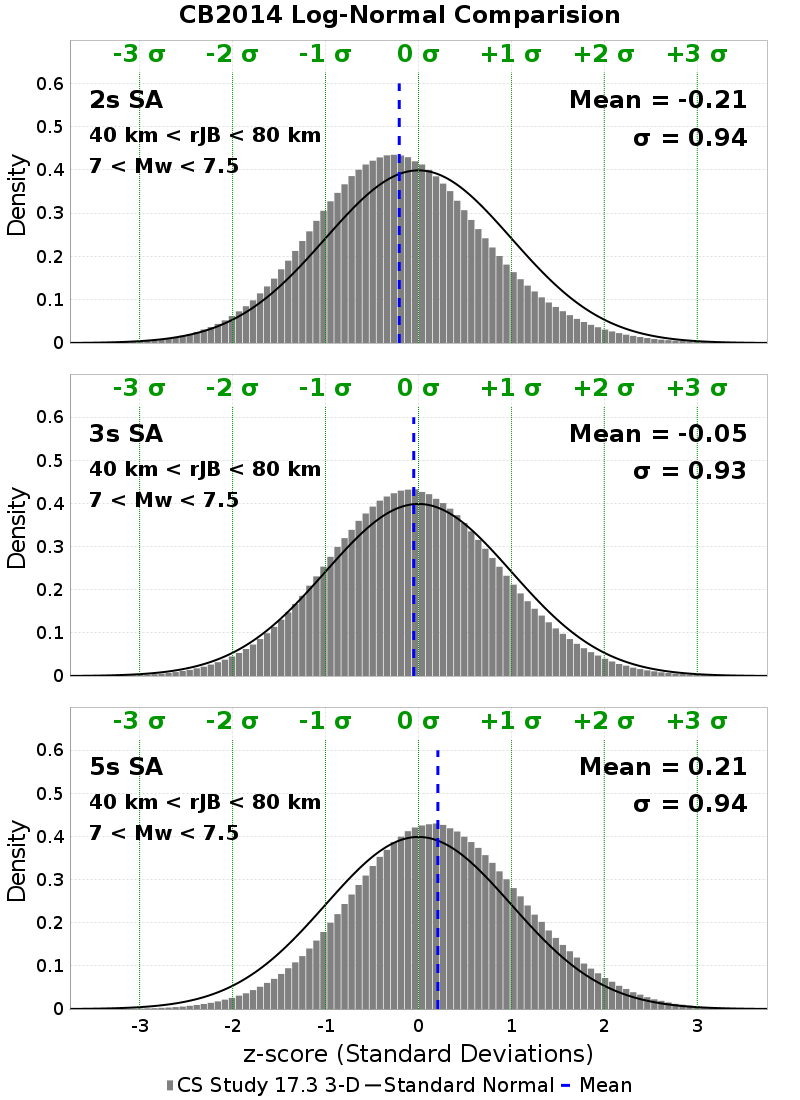 CB2014 Log-Normal Comparision
-3 σ -2 σ -1 σ 0 σ +1 σ +2 σ +3 σ
0.6
2s SA Mean = -0.21
0.5
40 km < rJB < 80 km σ = 0.94
7 < Mw < 7.5
0.4
0.3
0.2
0.1
0
Density
-3 σ -2 σ -1 σ 0 σ +1 σ +2 σ +3 σ
0.6
3s SA Mean = -0.05
0.5
40 km < rJB < 80 km σ = 0.93
7 < Mw < 7.5
0.4
0.3
0.2
0.1
0
Density
-3 σ -2 σ -1 σ 0 σ +1 σ +2 σ +3 σ
0.6
5s SA Mean = 0.21
0.5
40 km < rJB < 80 km σ = 0.94
7 < Mw < 7.5
0.4
0.3
0.2
0.1
0
Density
-3 -2 -1 0 1 2 3
z-score (Standard Deviations)
CS Study 17.3 3-D Standard Normal Mean